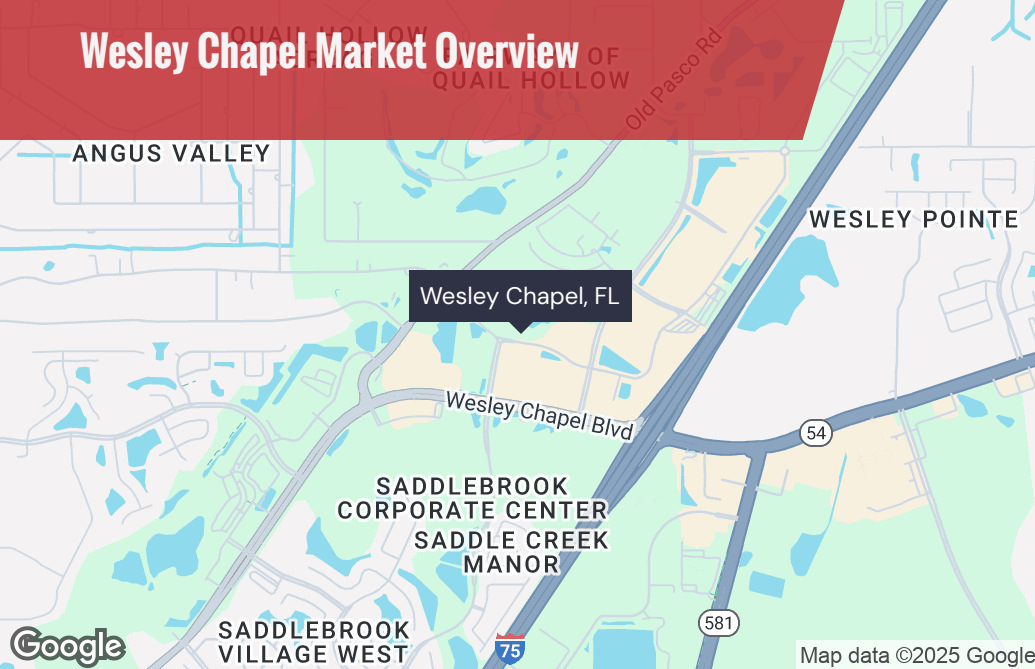 Wesley Chapel Market Overview
QUAIL HOLLOW
OF
QUAIL HOLLOW
Old Pasco Rd
ANGUS VALLEY
WESLEY POINTE
Wesley Chapel, FL
Wesley Chapel Blvd
54
SADDLEBROOK
CORPORATE CENTER
SADDLE CREEK
MANOR
581
SADDLEBROOK
VILLAGE WEST
75
Google
Map data ©2025 Google